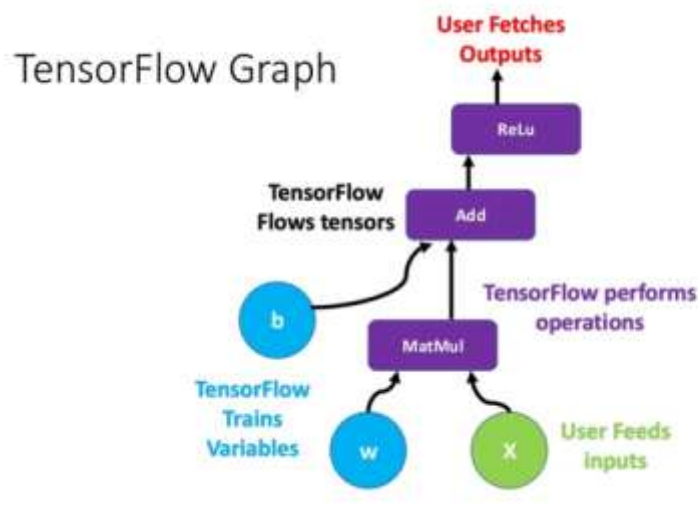 User Fetches
Outputs
TensorFlow Graph
ReLu
TensorFlow
Flows tensors
Add
TensorFlow performs
operations
b
MatMul
TensorFlow
Trains
Variables
w
X
User Feeds
inputs